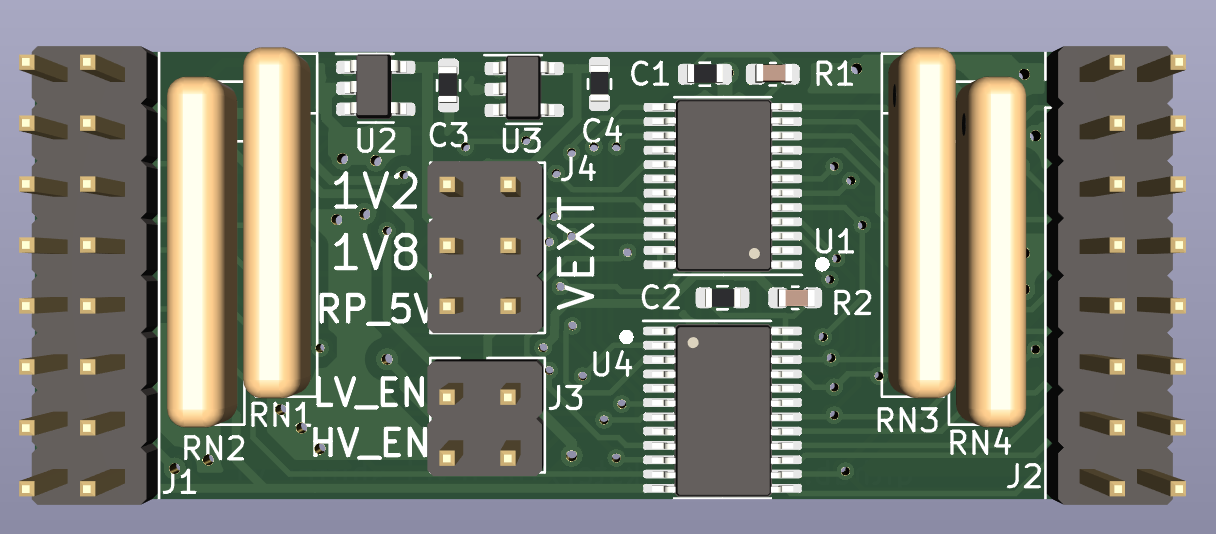 C1
R1
U2
C3
U3
C4
J4
1V2
VEXT
1V8
U1
RP_5V
C2
R2
U4
LV_EN
J3
RN1
RN3
HV_EN
RN2
RN4
J1
J2